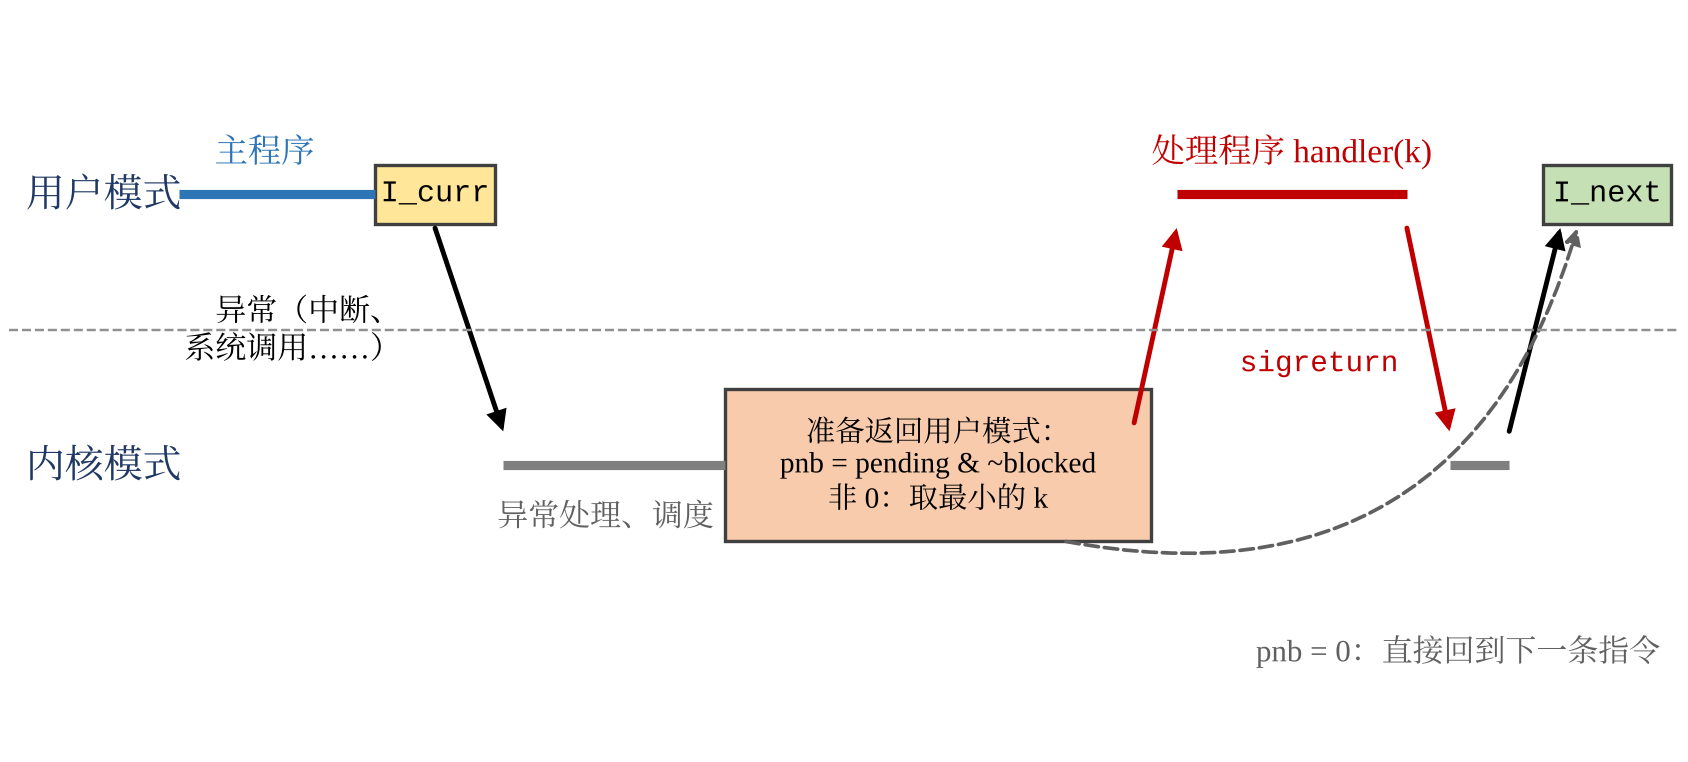 主程序
处理程序 handler(k)
用户模式
I_curr
I_next
异常（中断、
系统调用……）
sigreturn
准备返回用户模式：
pnb = pending & ~blocked
非 0：取最小的 k
内核模式
异常处理、调度
pnb = 0：直接回到下一条指令